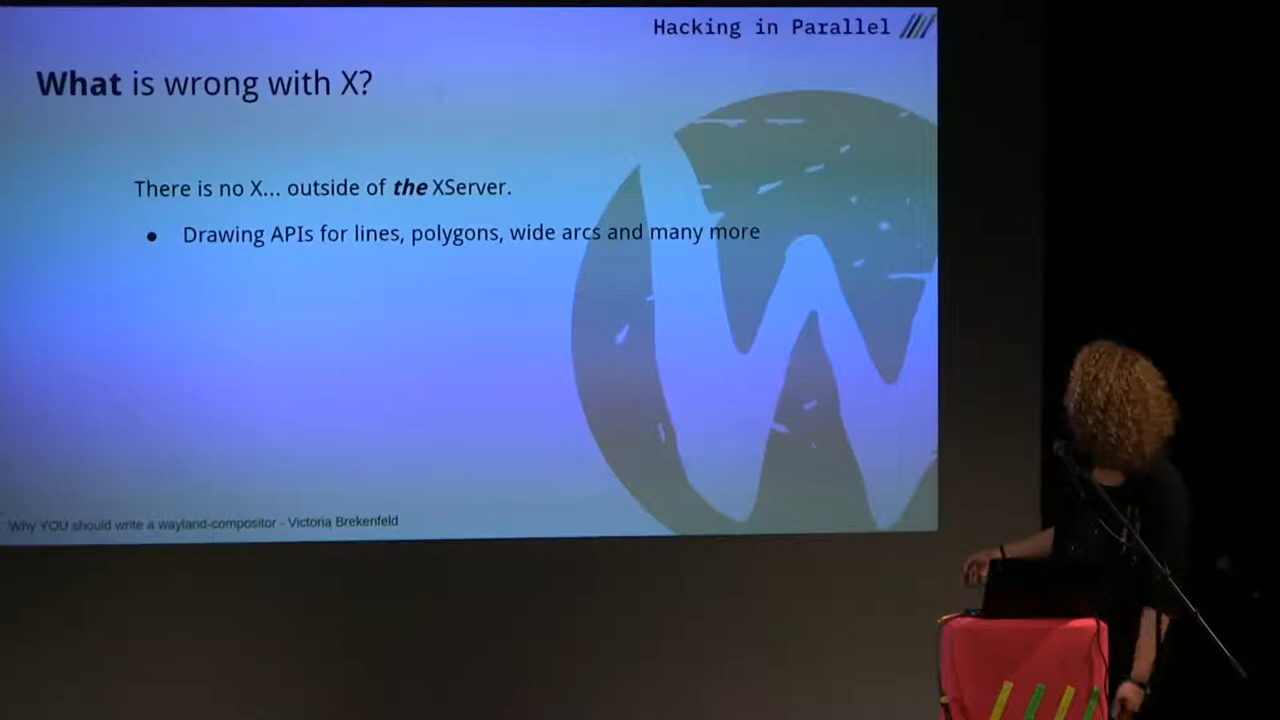 Hacking in Parallel
What is wrong with X?
There is no X... outside of the XServer.
● Drawing APIs for lines, polygons, wide arcs and many more
Why YOU should write a wayland-compositor - Victoria Brekenfeld